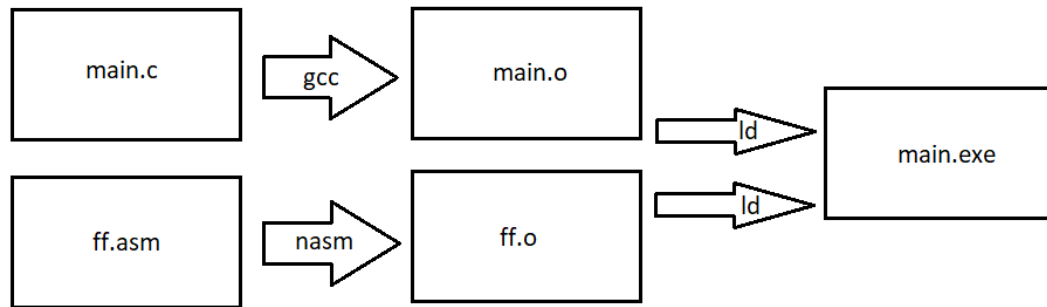 main.c
gcc
main.o
ld
main.exe
ff.asm
nasm
ff.o
ld